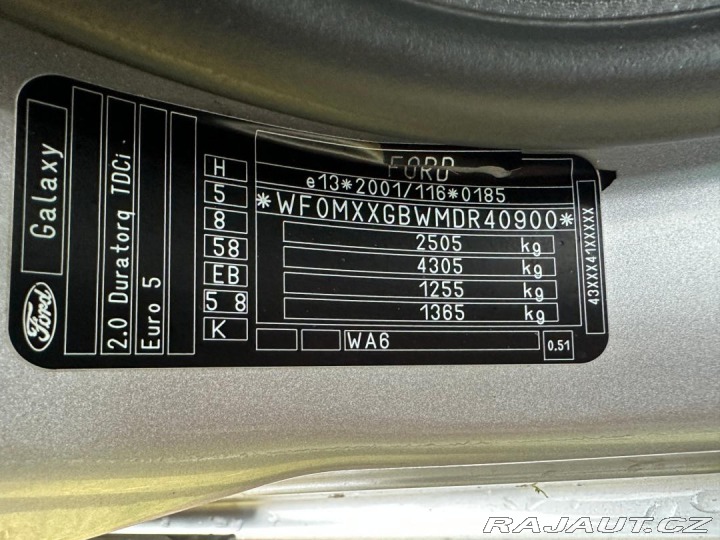 Galaxy
Ford
2.0 Duratorq TDCi
Euro 5
H
5
8
58
EB
5 8
K
FORD
e13*2001/116*0185
*WF0MXXGBWMDR40900*
2505 kg
4305 kg
1255 kg
1365 kg
WA6
0.51
43XXX41XXXXX
RAJAUT.CZ